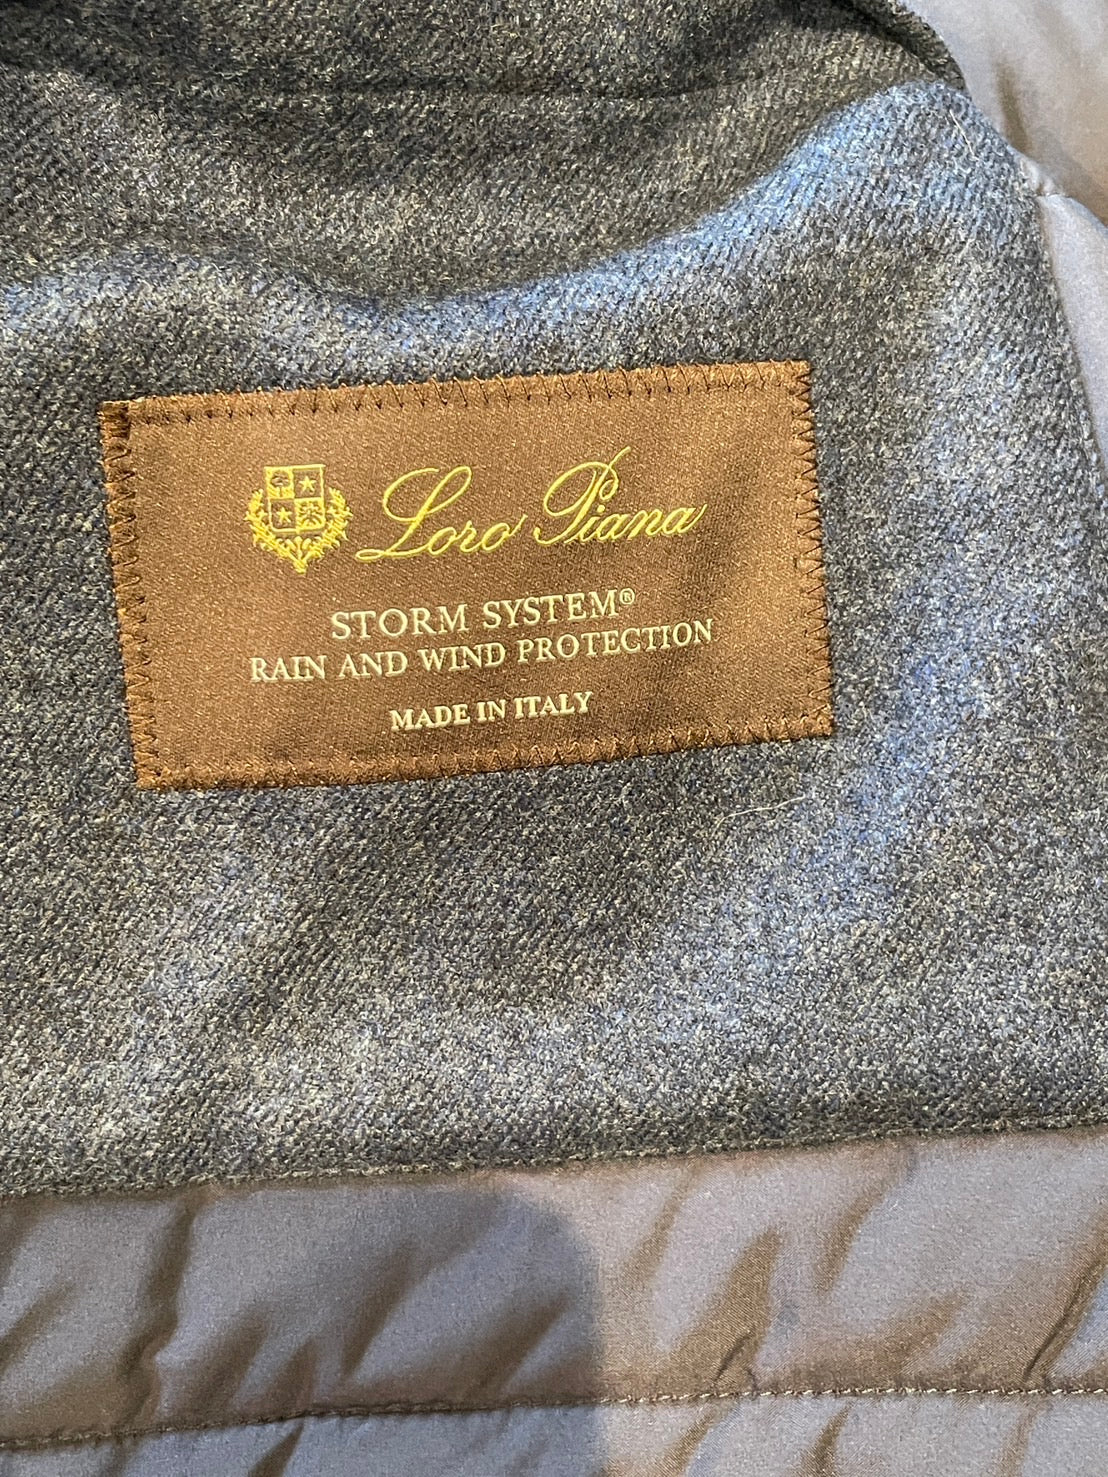 Loro Piana
STORM SYSTEM®
RAIN AND WIND PROTECTION
MADE IN ITALY